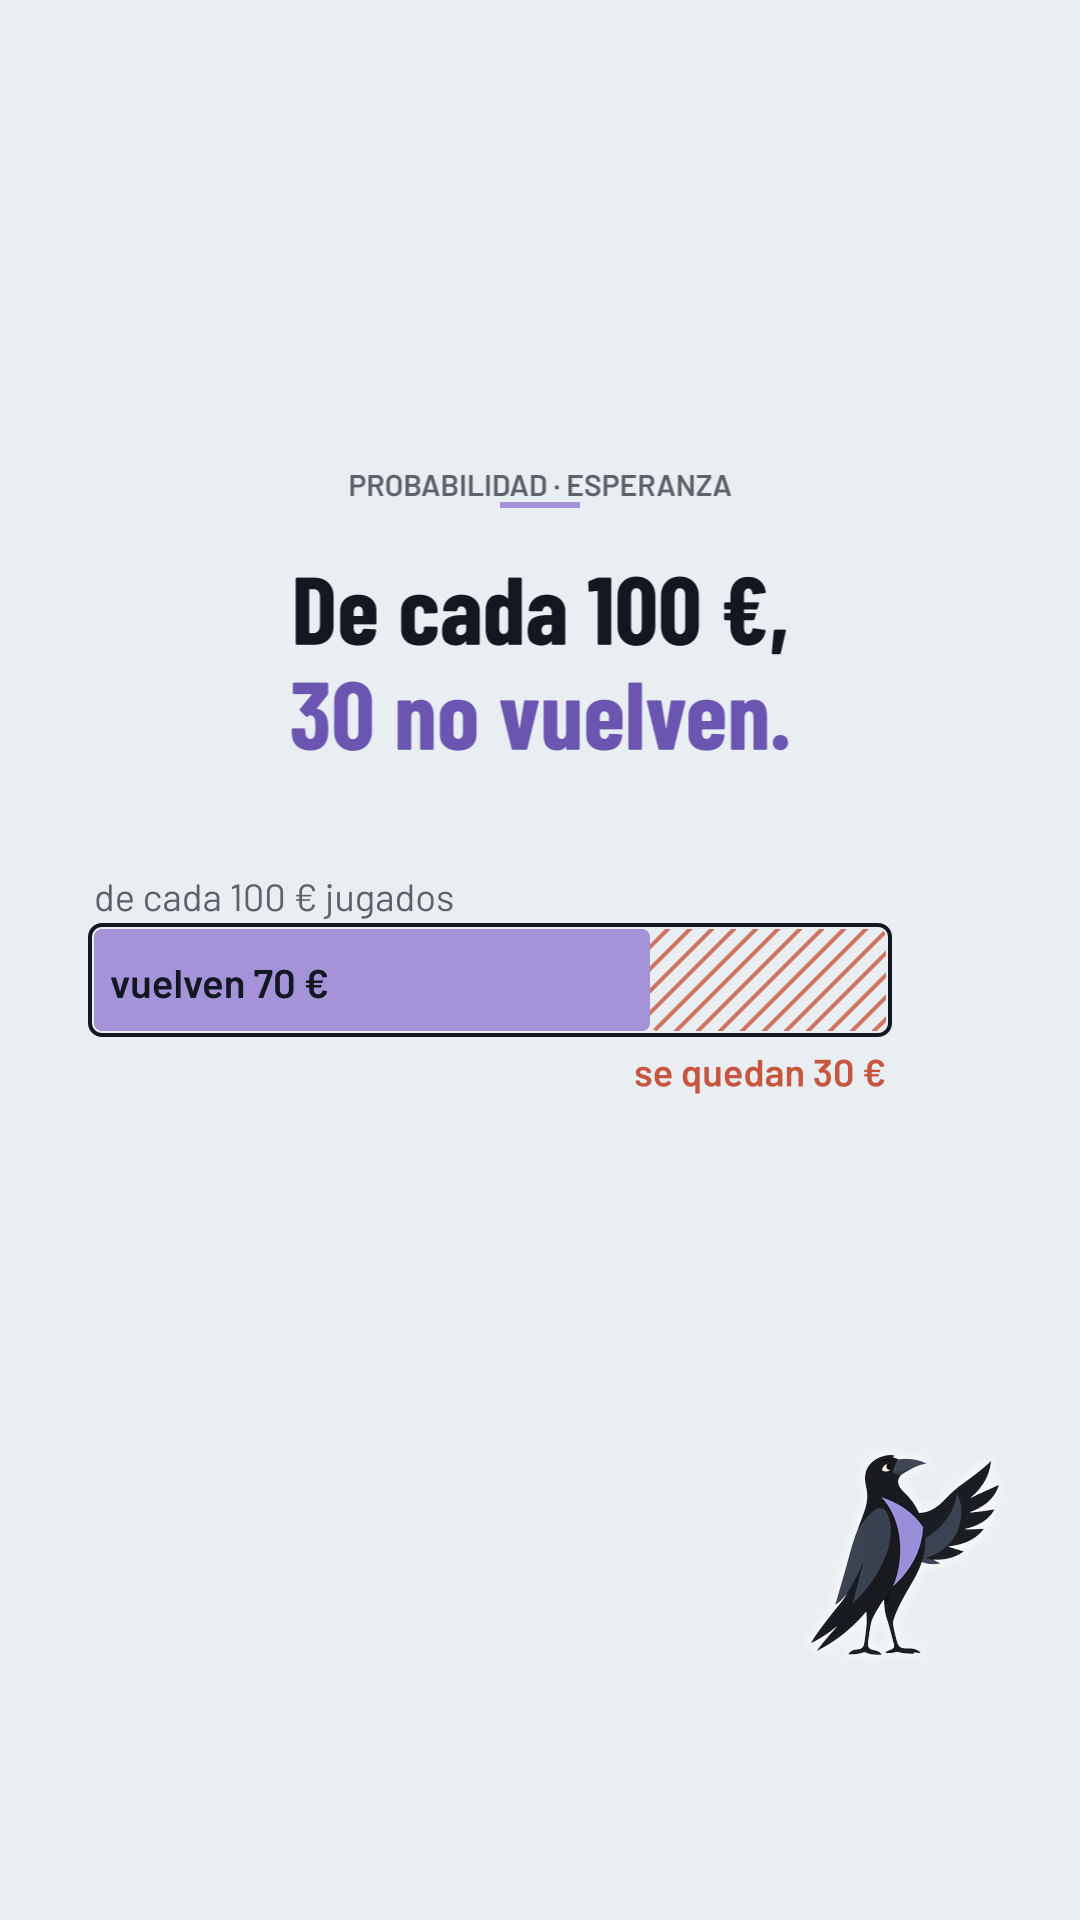 PROBABILIDAD · ESPERANZA
De cada 100 €,
30 no vuelven.
de cada 100 € jugados
vuelven 70 €
se quedan 30 €